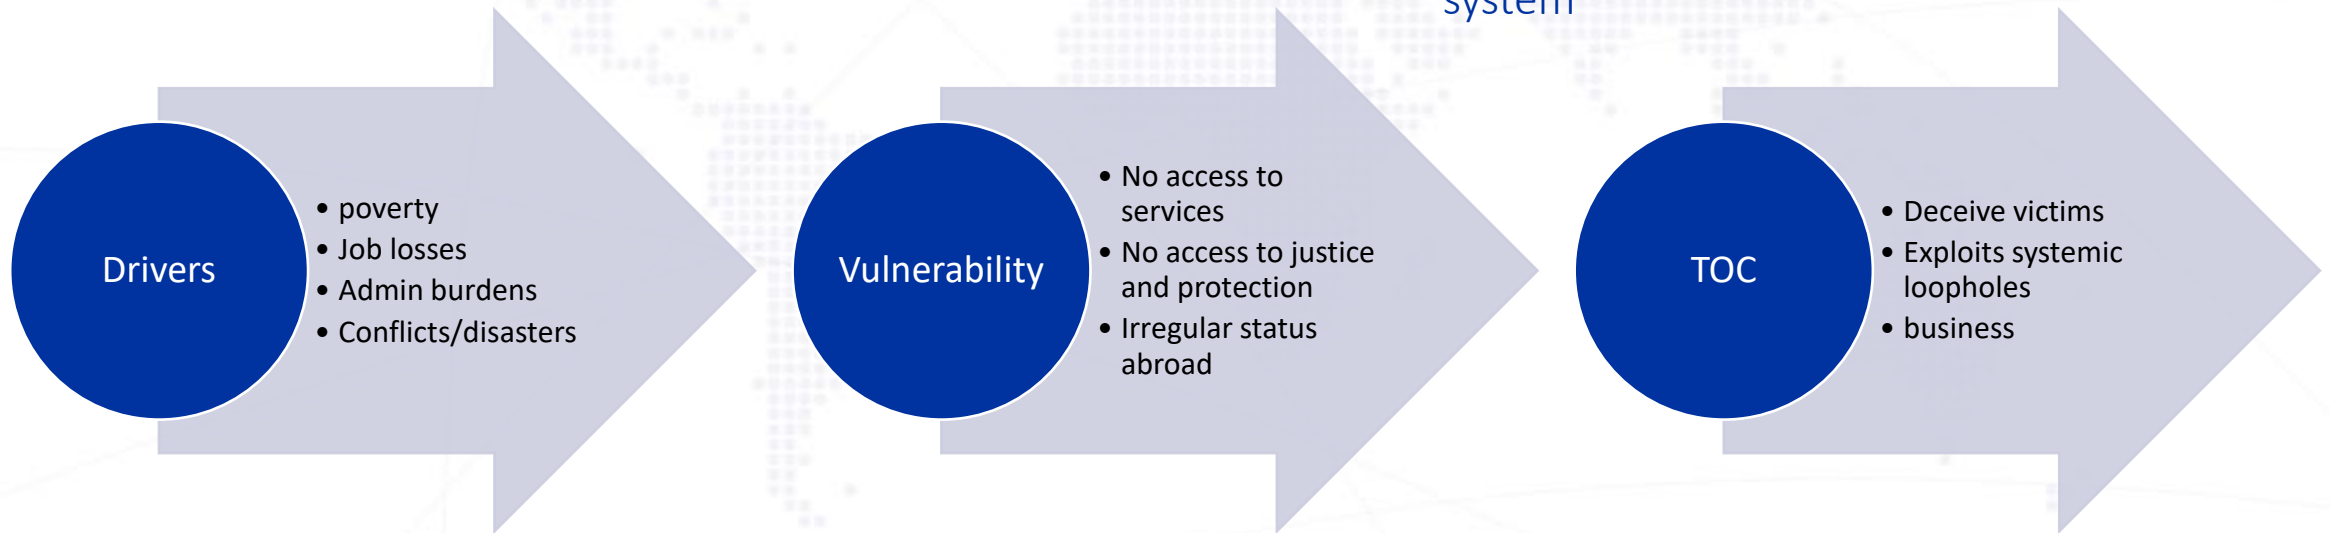 system
Drivers
• poverty
• Job losses
• Admin burdens
• Conflicts/disasters
Vulnerability
• No access to
services
• No access to justice
and protection
• Irregular status
abroad
TOC
• Deceive victims
• Exploits systemic
loopholes
• business